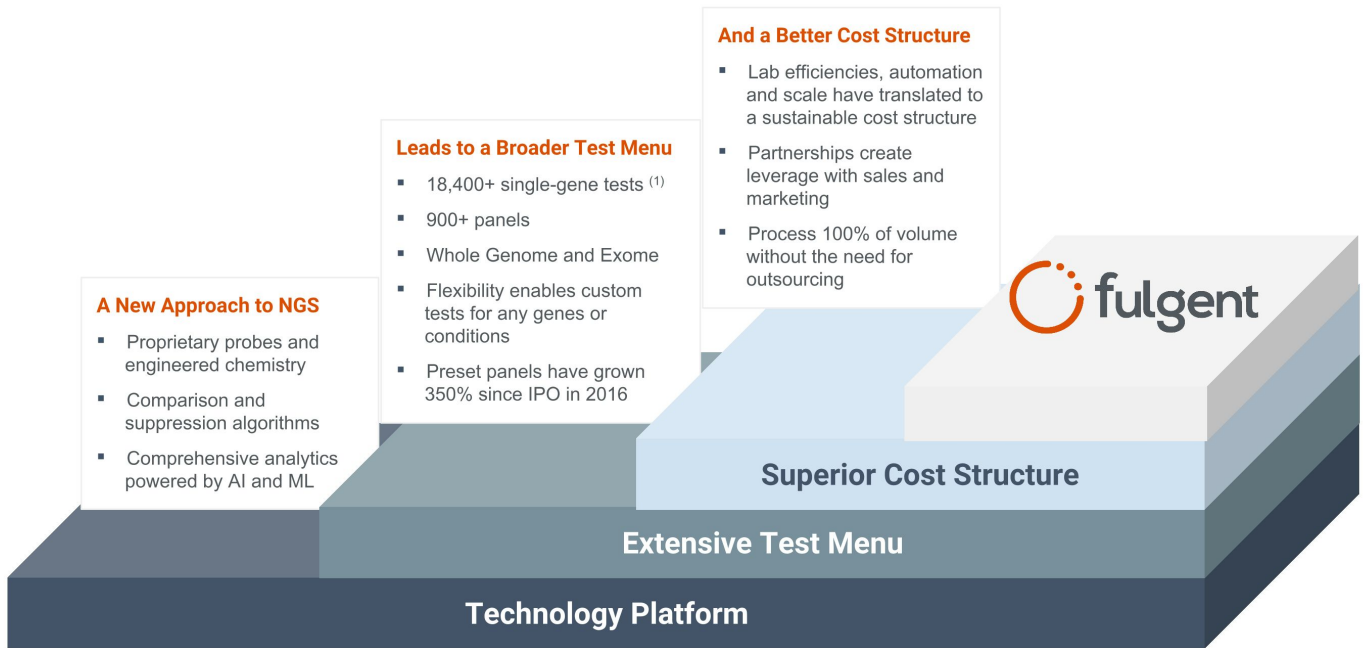 A New Approach to NGS
▪ Proprietary probes and
engineered chemistry
▪ Comparison and
suppression algorithms
▪ Comprehensive analytics
powered by AI and ML
Leads to a Broader Test Menu
▪ 18,400+ single-gene tests (1)
▪ 900+ panels
▪ Whole Genome and Exome
▪ Flexibility enables custom
tests for any genes or
conditions
▪ Preset panels have grown
350% since IPO in 2016
And a Better Cost Structure
▪ Lab efficiencies, automation
and scale have translated to
a sustainable cost structure
▪ Partnerships create
leverage with sales and
marketing
▪ Process 100% of volume
without the need for
outsourcing
fulgent
Superior Cost Structure
Extensive Test Menu
Technology Platform